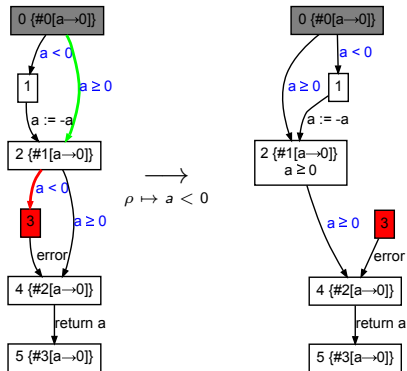 0 {#0[a→0]}
a < 0
1
a ≥ 0
a := -a
2 {#1[a→0]}
a < 0
3
a ≥ 0
error
4 {#2[a→0]}
return a
5 {#3[a→0]}
⟶
ρ ↦ a < 0
0 {#0[a→0]}
a < 0
a ≥ 0
1
a := -a
2 {#1[a→0]}
a ≥ 0
a ≥ 0
3
error
4 {#2[a→0]}
return a
5 {#3[a→0]}